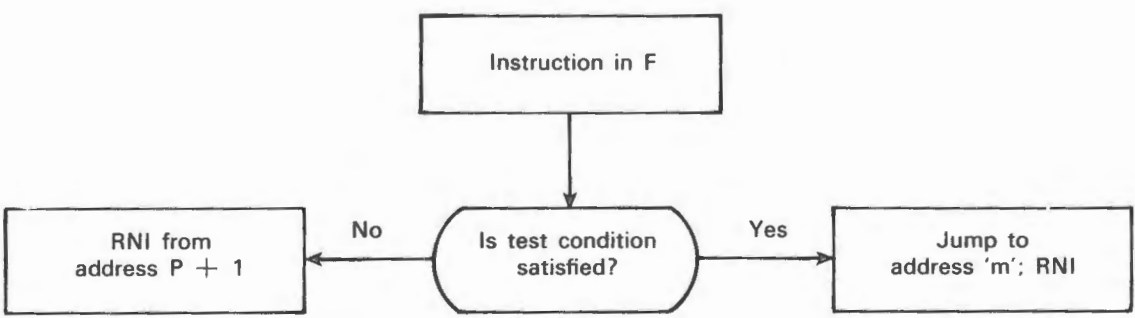 Instruction in F
No
Is test condition
satisfied?
Yes
RNI from
address P + 1
Jump to
address 'm'; RNI